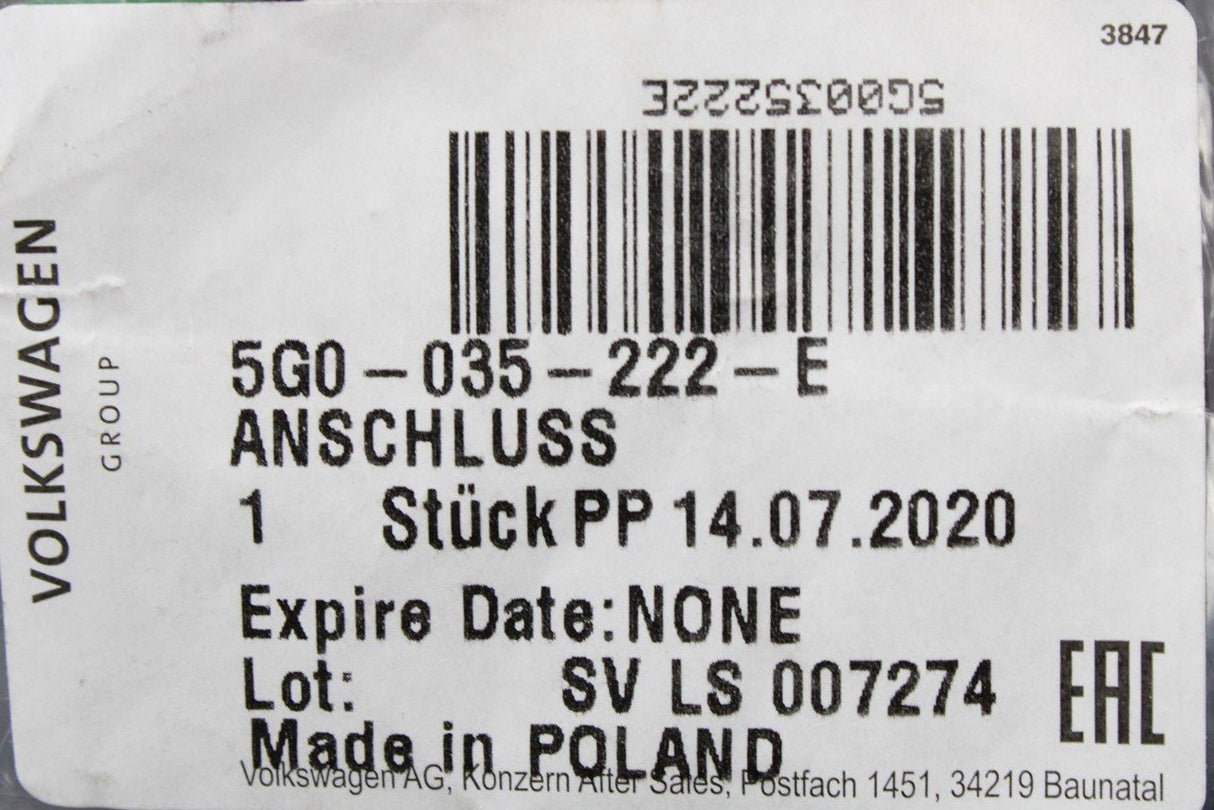 3847
5G0035222E
VOLKSWAGEN
GROUP
5G0-035-222-E
ANSCHLUSS
1 Stück PP 14.07.2020
Expire Date:NONE
Lot: SV LS 007274
EAC
Made in POLAND
Volkswagen AG, Konzern After Sales, Postfach 1451, 34219 Baunatal